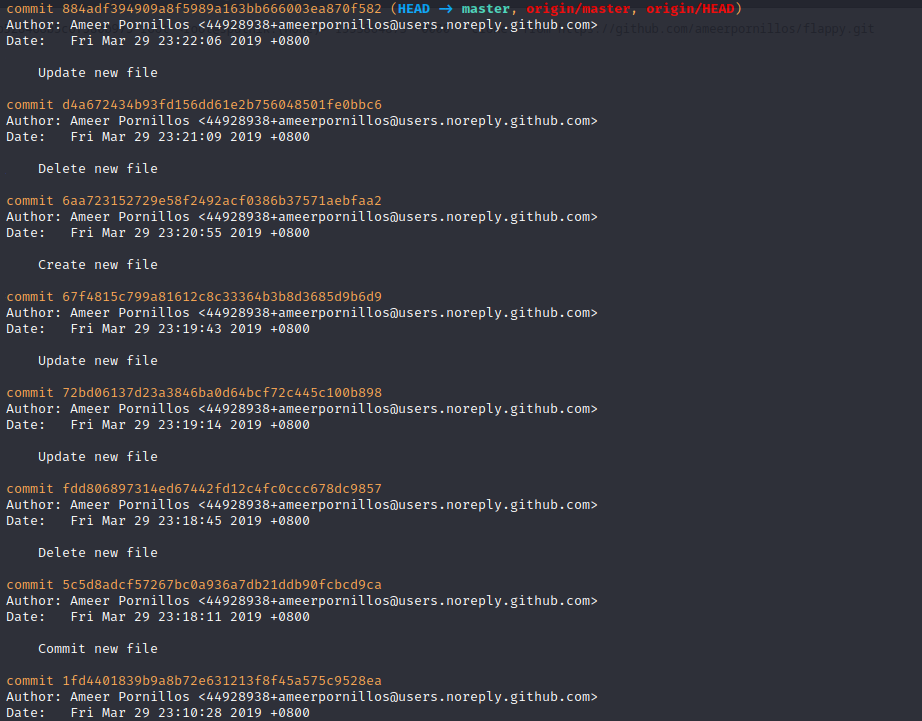 commit 884adf394909a8f5989a163bb666003ea870f582 (HEAD → master, origin/master, origin/HEAD)
Author: Ameer Pornillos <44928938+ameerpornillos@users.noreply.github.com>
Date:   Fri Mar 29 23:22:06 2019 +0800
Update new file
commit d4a672434b93fd156dd61e2b756048501fe0bbc6
Author: Ameer Pornillos <44928938+ameerpornillos@users.noreply.github.com>
Date:   Fri Mar 29 23:21:09 2019 +0800
Delete new file
commit 6aa723152729e58f2492acf0386b37571aebfaa2
Author: Ameer Pornillos <44928938+ameerpornillos@users.noreply.github.com>
Date:   Fri Mar 29 23:20:55 2019 +0800
Create new file
commit 67f4815c799a81612c8c33364b3b8d3685d9b6d9
Author: Ameer Pornillos <44928938+ameerpornillos@users.noreply.github.com>
Date:   Fri Mar 29 23:19:43 2019 +0800
Update new file
commit 72bd06137d23a3846ba0d64bcf72c445c100b898
Author: Ameer Pornillos <44928938+ameerpornillos@users.noreply.github.com>
Date:   Fri Mar 29 23:19:14 2019 +0800
Update new file
commit fdd806897314ed67442fd12c4fc0ccc678dc9857
Author: Ameer Pornillos <44928938+ameerpornillos@users.noreply.github.com>
Date:   Fri Mar 29 23:18:45 2019 +0800
Delete new file
commit 5c5d8adcf57267bc0a936a7db21ddb90fcbcd9ca
Author: Ameer Pornillos <44928938+ameerpornillos@users.noreply.github.com>
Date:   Fri Mar 29 23:18:11 2019 +0800
Commit new file
commit 1fd4401839b9a8b72e631213f8f45a575c9528ea
Author: Ameer Pornillos <44928938+ameerpornillos@users.noreply.github.com>
Date:   Fri Mar 29 23:10:28 2019 +0800